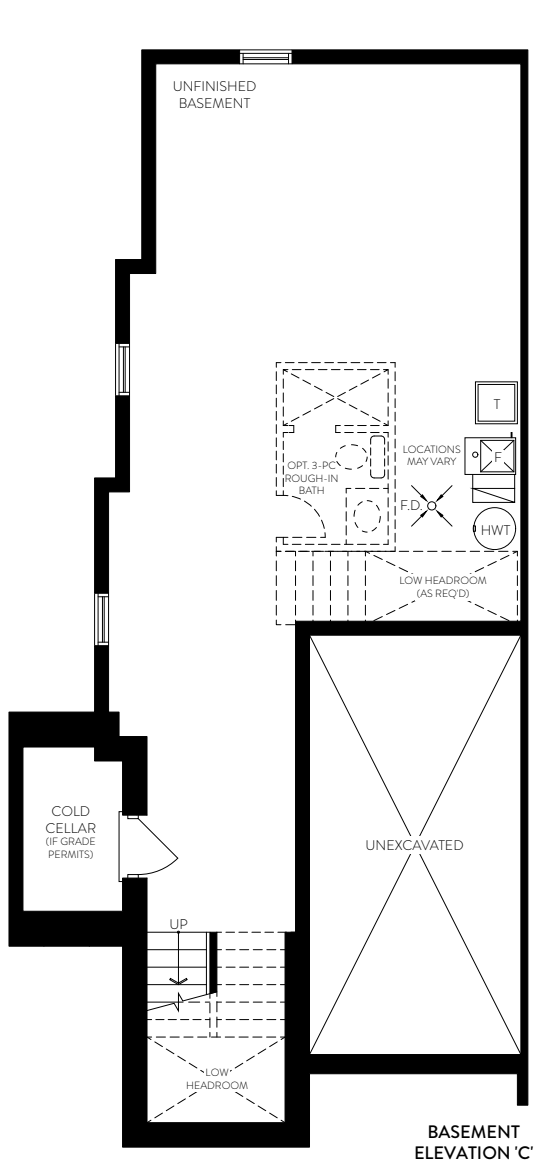 UNFINISHED
BASEMENT
T
LOCATIONS
MAY VARY
F
OPT. 3-PC
ROUGH-IN
BATH
F.D.
HWT
LOW HEADROOM
(AS REQ'D)
COLD
CELLAR
(IF GRADE
PERMITS)
UNEXCAVATED
UP
LOW
HEADROOM
BASEMENT
ELEVATION 'C'